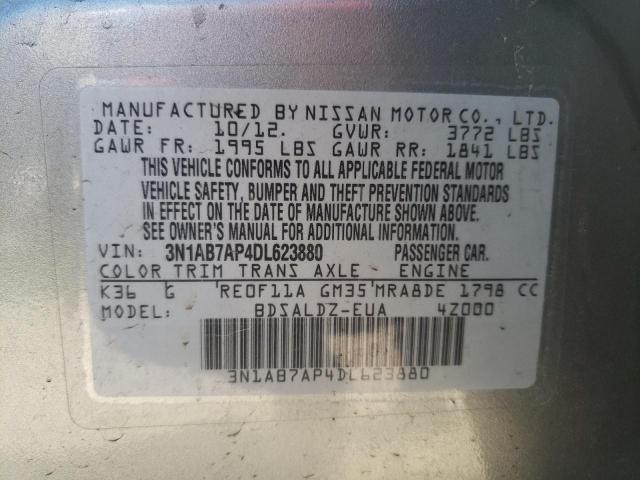 MANUFACTURED BY NISSAN MOTOR CO., LTD.
DATE: 10/12. GVWR: 3772 LBS
GAWR FR: 1995 LBS GAWR RR: 1841 LBS
THIS VEHICLE CONFORMS TO ALL APPLICABLE FEDERAL MOTOR
VEHICLE SAFETY, BUMPER AND THEFT PREVENTION STANDARDS
IN EFFECT ON THE DATE OF MANUFACTURE SHOWN ABOVE.
SEE OWNER'S MANUAL FOR ADDITIONAL INFORMATION.
VIN: 3N1AB7AP4DL623880 PASSENGER CAR.
COLOR TRIM TRANS AXLE - ENGINE
K36 G RE0F11A GM35 MRA8DE 1798 CC
MODEL: BDSALDZ-EUA 4Z000
3N1AB7AP4DL623880